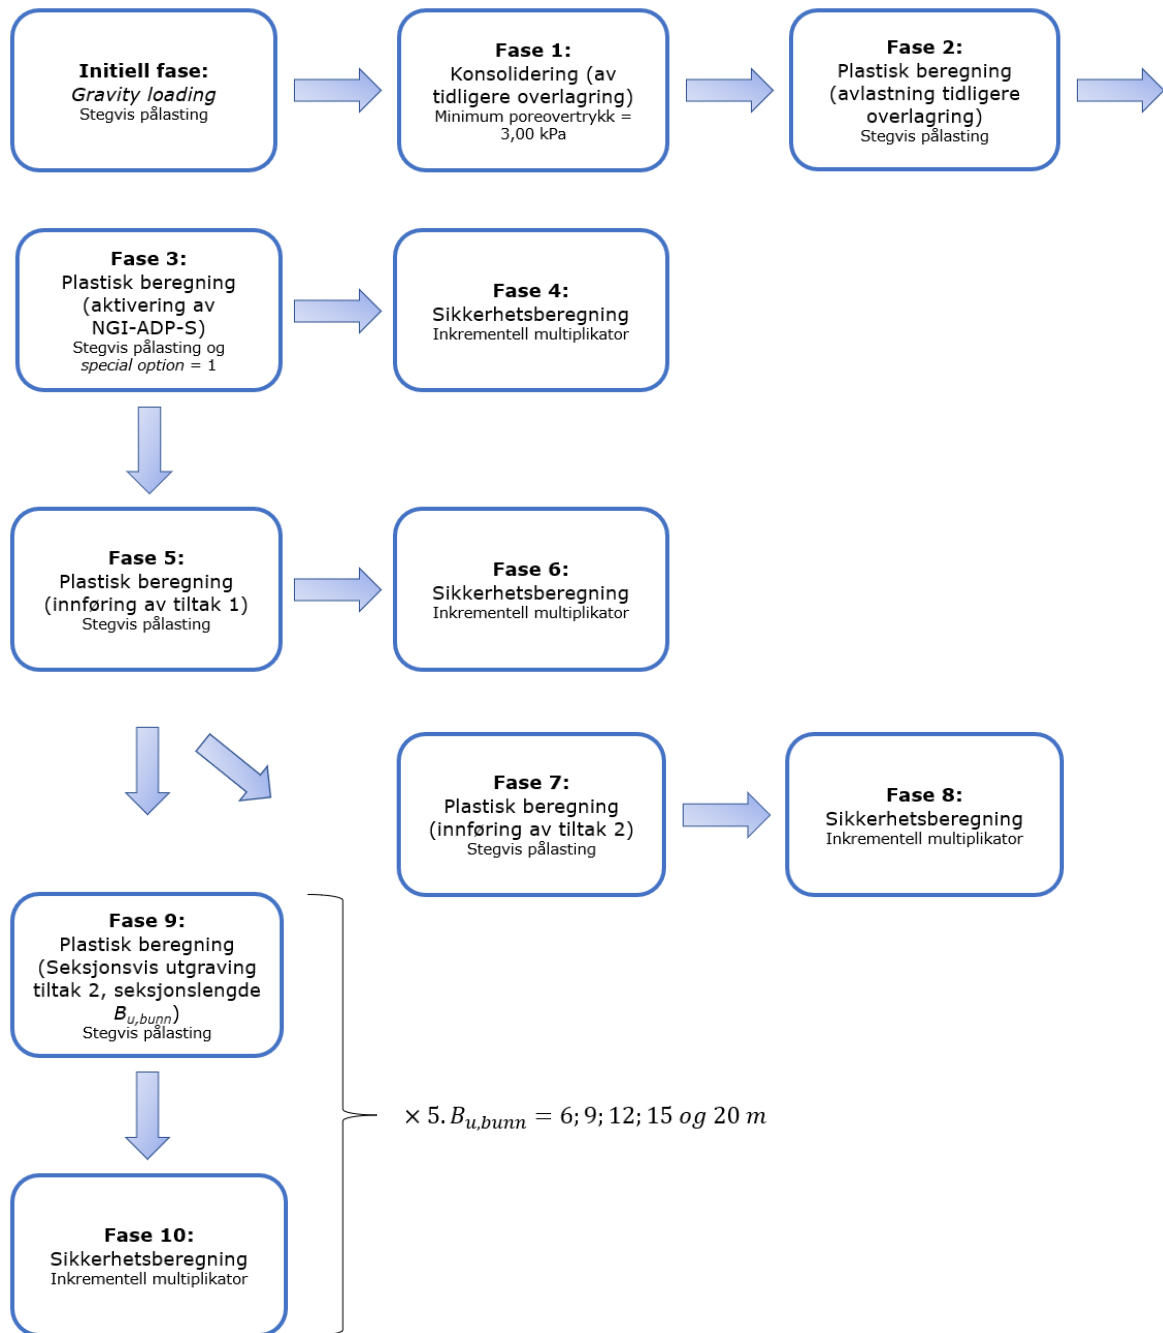 Initiell fase:
Gravity loading
Stegvis pålasting
Fase 1:
Konsolidering (av
tidligere overlagring)
Minimum poreovertrykk =
3,00 kPa
Fase 2:
Plastisk beregning
(avlastning tidligere
overlagring)
Stegvis pålasting
Fase 3:
Plastisk beregning
(aktivering av
NGI-ADP-S)
Stegvis pålasting og
special option = 1
Fase 4:
Sikkerhetsberegning
Inkrementell multiplikator
Fase 5:
Plastisk beregning
(innføring av tiltak 1)
Stegvis pålasting
Fase 6:
Sikkerhetsberegning
Inkrementell multiplikator
Fase 7:
Plastisk beregning
(innføring av tiltak 2)
Stegvis pålasting
Fase 8:
Sikkerhetsberegning
Inkrementell multiplikator
Fase 9:
Plastisk beregning
(Seksjonsvis utgraving
tiltak 2, seksjonslengde
B_{u,bunn})
Stegvis pålasting
× 5. B_{u,bunn} = 6; 9; 12; 15 og 20 m
Fase 10:
Sikkerhetsberegning
Inkrementell multiplikator